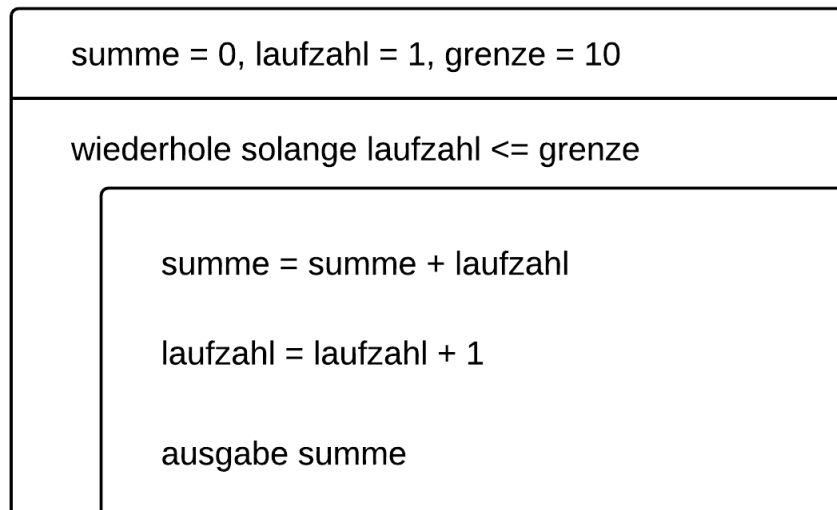 summe = 0, laufzahl = 1, grenze = 10
wiederhole solange laufzahl <= grenze
summe = summe + laufzahl
laufzahl = laufzahl + 1
ausgabe summe